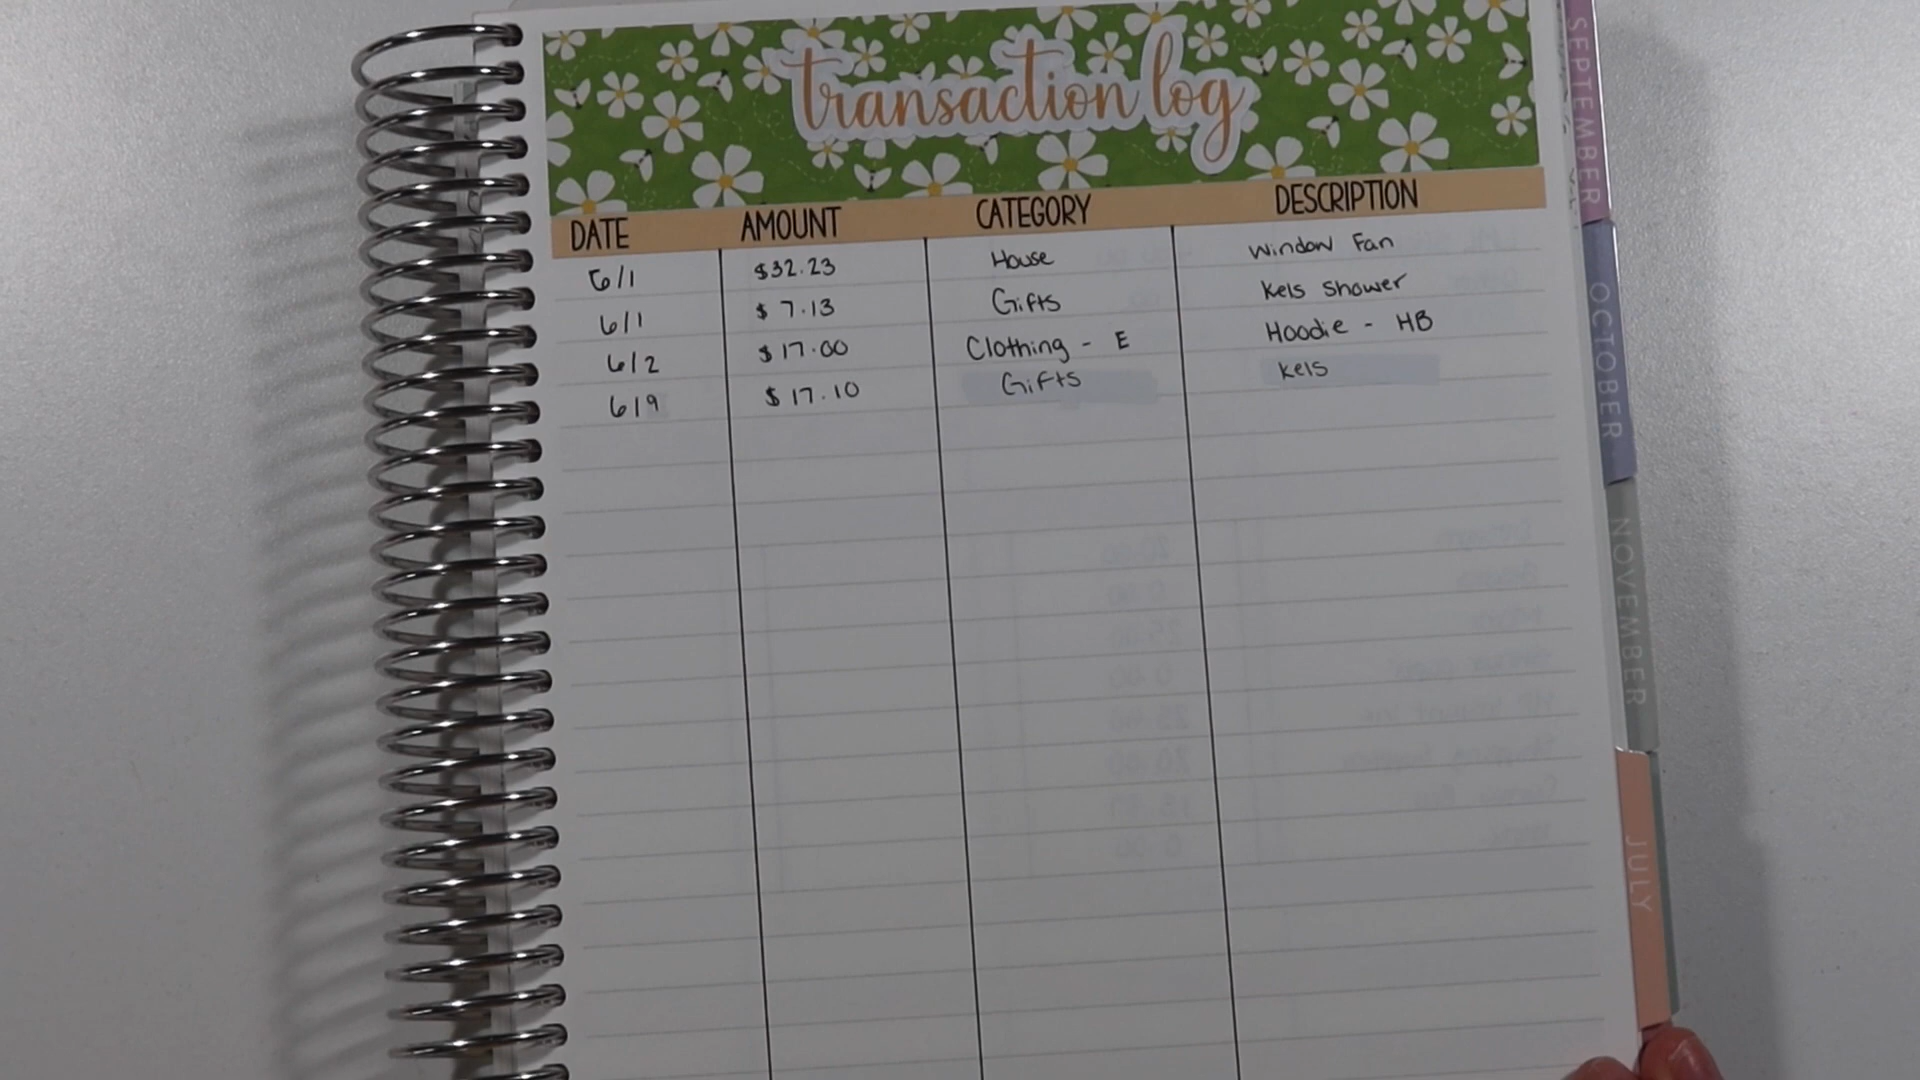 transaction log
DATE AMOUNT CATEGORY DESCRIPTION
6/1 $32.23 House Window Fan
6/1 $7.13 Gifts Kels Shower
6/2 $17.00 Clothing - E Hoodie - HB
6/9 $17.10 Gifts Kels
SEPTEMBER
OCTOBER
NOVEMBER
JULY